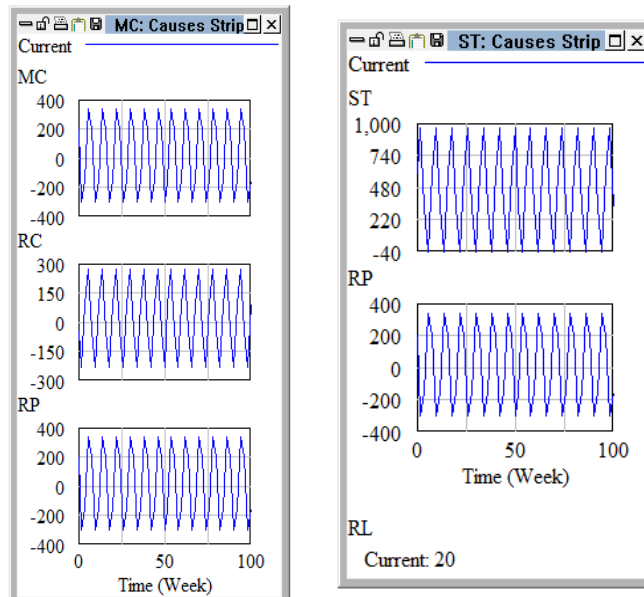 MC: Causes Strip
Current
MC
400
200
0
-200
-400
RC
300
150
0
-150
-300
RP
400
200
0
-200
-400
0 50 100
Time (Week)
ST: Causes Strip
Current
ST
1,000
740
480
220
-40
RP
400
200
0
-200
-400
0 50 100
Time (Week)
RL
Current: 20